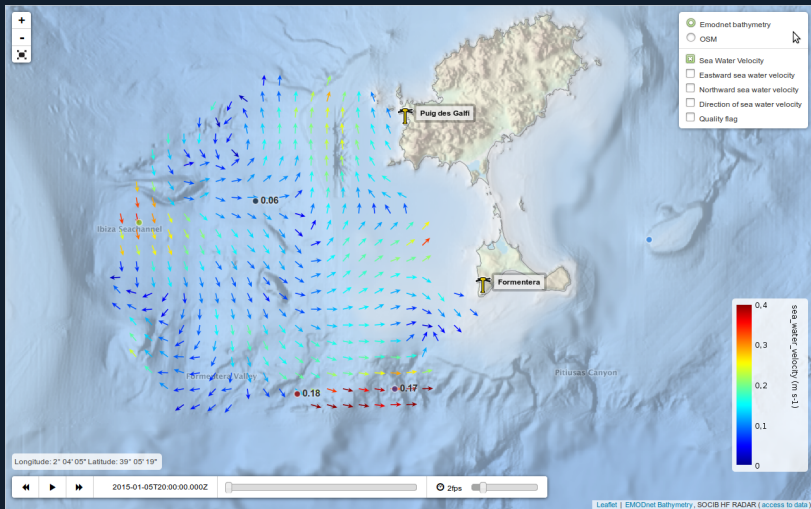 +
-
Emodnet bathymetry
OSM
Sea Water Velocity
Eastward sea water velocity
Northward sea water velocity
Direction of sea water velocity
Quality flag
Puig des Galfí
0.06
Ibiza Seachannel
Formentera
0,4
0,3
0,2
0,1
0
sea_water_velocity (m s-1)
Formentera Valley
0.17
0.18
Pitiusas Canyon
Longitude: 2° 04' 05" Latitude: 39° 05' 19"
2015-01-05T20:00:00.000Z
2fps
Leaflet | EMODnet Bathymetry, SOCIB HF RADAR ( access to data )